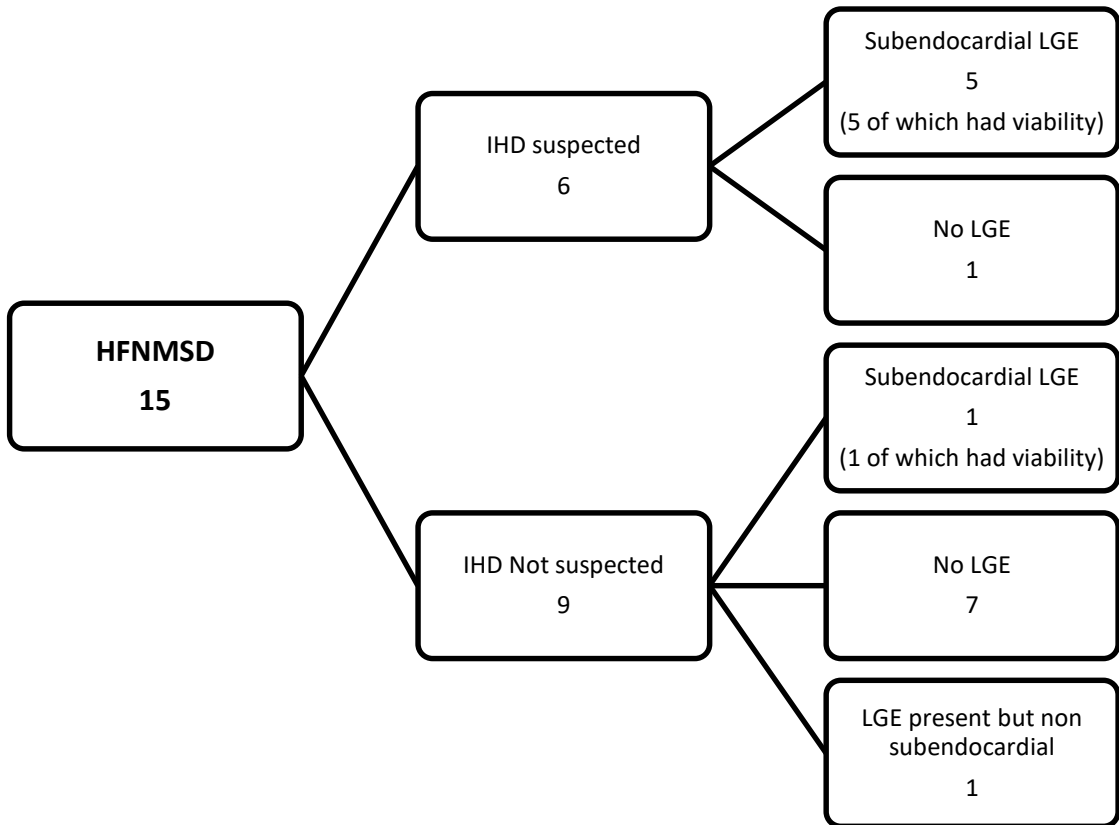 HFNMSD
15
IHD suspected
6
Subendocardial LGE
5
(5 of which had viability)
No LGE
1
IHD Not suspected
9
Subendocardial LGE
1
(1 of which had viability)
No LGE
7
LGE present but non
subendocardial
1